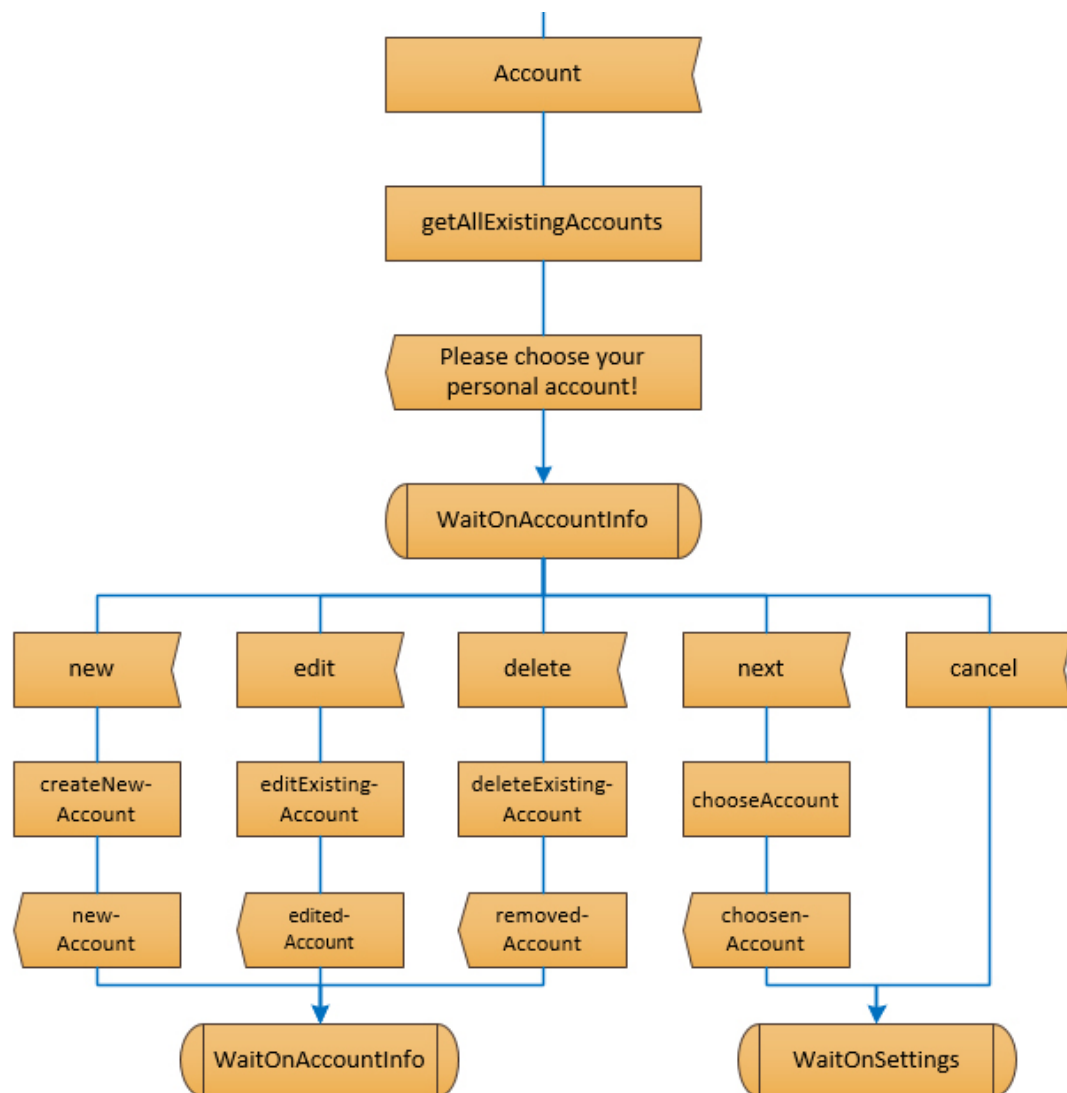 Account
getAllExistingAccounts
Please choose your
personal account!
WaitOnAccountInfo
new
edit
delete
next
cancel
createNew-
Account
editExisting-
Account
deleteExisting-
Account
chooseAccount
new-
Account
edited-
Account
removed-
Account
choosen-
Account
WaitOnAccountInfo
WaitOnSettings